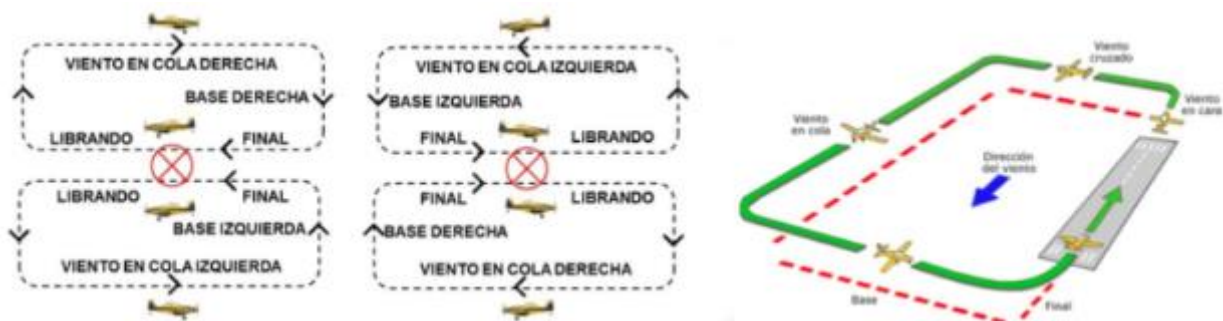 VIENTO EN COLA DERECHA
BASE DERECHA
LIBRANDO
FINAL
LIBRANDO
FINAL
BASE IZQUIERDA
VIENTO EN COLA IZQUIERDA
VIENTO EN COLA IZQUIERDA
BASE IZQUIERDA
FINAL
LIBRANDO
FINAL
LIBRANDO
BASE DERECHA
VIENTO EN COLA DERECHA
Viento
cruzado
Viento
en cara
Viento
en cola
Dirección
del viento
Base
Final